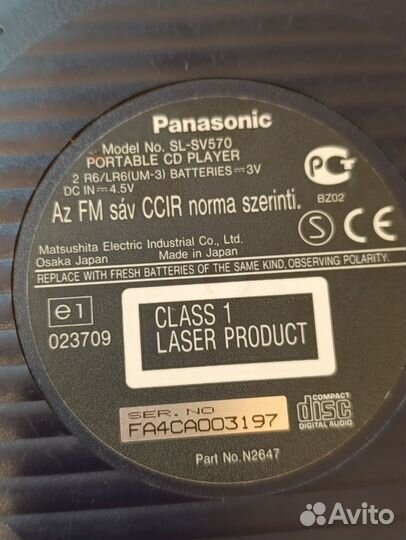 Panasonic
Model No. SL-SV570
PORTABLE CD PLAYER
2 R6/LR6(UM-3) BATTERIES ⎓ 3V
DC IN ⎓ 4.5V
Az FM sáv CCIR norma szerinti.
PCT
BZ02
S CE
Matsushita Electric Industrial Co., Ltd.
Osaka Japan Made in Japan
REPLACE WITH FRESH BATTERIES OF THE SAME KIND, OBSERVING POLARITY.
e1
023709
CLASS 1
LASER PRODUCT
SER. NO
FA4CA003197
COMPACT
disc
DIGITAL AUDIO
Part No.N2647
Avito